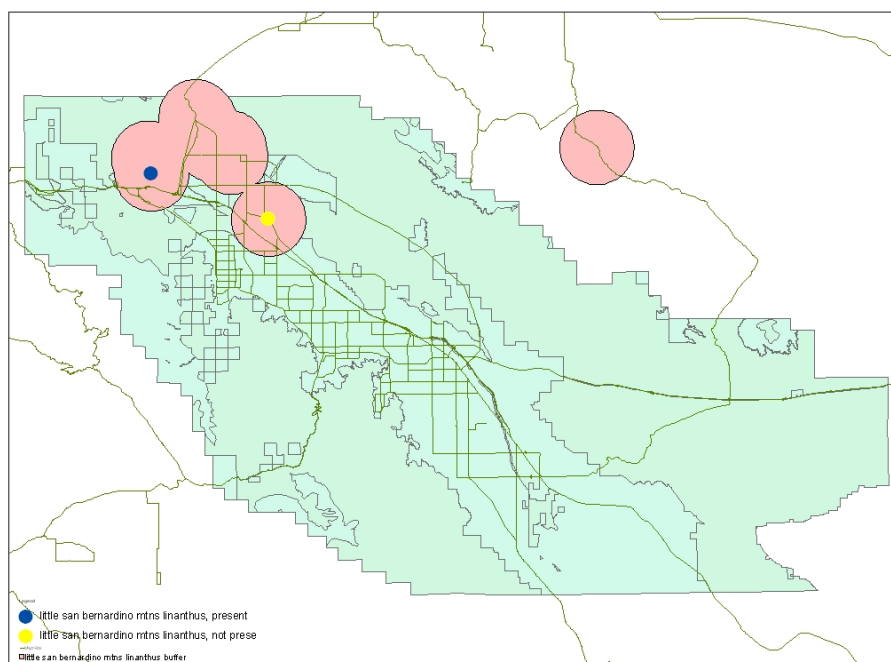 little san bernardino mtns linanthus, present
little san bernardino mtns linanthus, not prese
little san bernardino mtns linanthus buffer